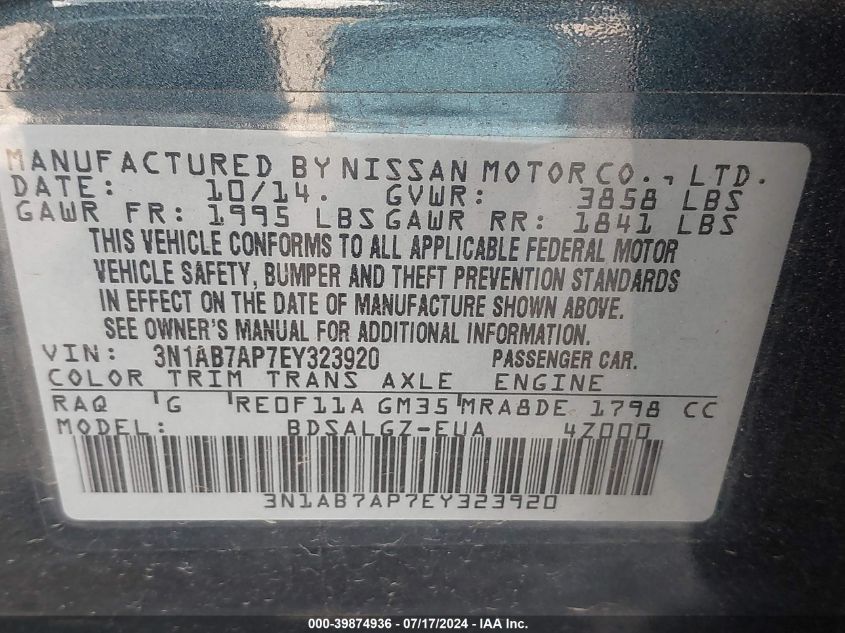 MANUFACTURED BY NISSAN MOTOR CO., LTD.
DATE: 10/14. GVWR: 3858 LBS
GAWR FR: 1995 LBS GAWR RR: 1841 LBS
THIS VEHICLE CONFORMS TO ALL APPLICABLE FEDERAL MOTOR
VEHICLE SAFETY, BUMPER AND THEFT PREVENTION STANDARDS
IN EFFECT ON THE DATE OF MANUFACTURE SHOWN ABOVE.
SEE OWNER'S MANUAL FOR ADDITIONAL INFORMATION.
VIN: 3N1AB7AP7EY323920 PASSENGER CAR.
COLOR TRIM TRANS AXLE ENGINE
RAQ G RE0F11A GM35 MRA8DE 1798 CC
MODEL: BDSALGZ-EUA 4Z000
3N1AB7AP7EY323920
000-39874936 - 07/17/2024 - IAA Inc.